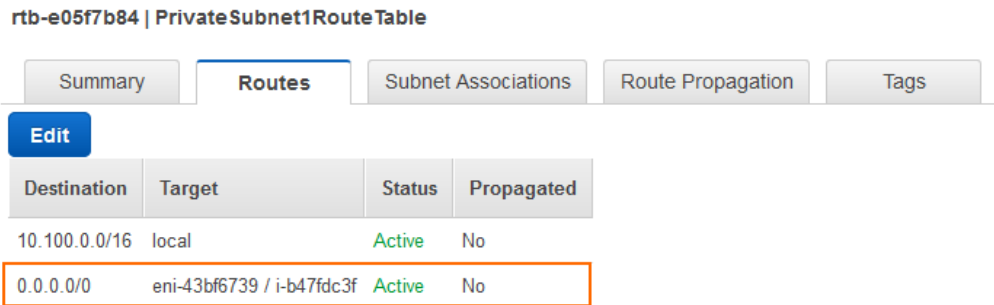 rtb-e05f7b84 | PrivateSubnet1RouteTable
Summary Routes Subnet Associations Route Propagation Tags
Edit
Destination Target Status Propagated
10.100.0.0/16 local Active No
0.0.0.0/0 eni-43bf6739 / i-b47fdc3f Active No